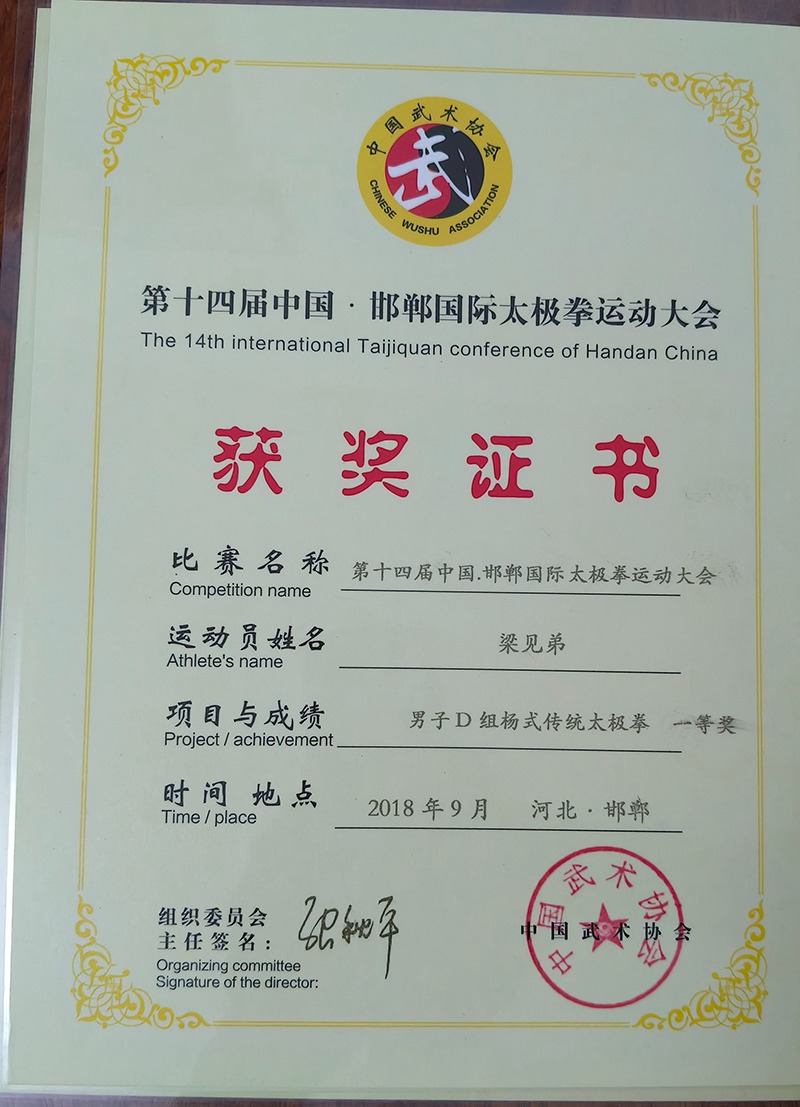 中国武术协会
武
CHINESE WUSHU ASSOCIATION
第十四届中国·邯郸国际太极拳运动大会
The 14th international Taijiquan conference of Handan China
获奖证书
比赛名称 第十四届中国.邯郸国际太极拳运动大会
Competition name
运动员姓名 梁见弟
Athlete's name
项目与成绩 男子D组杨式传统太极拳 一等奖
Project / achievement
时间 地点 2018年9月 河北·邯郸
Time / place
组织委员会
主任签名：
Organizing committee
Signature of the director:
中国武术协会
中国武术协会